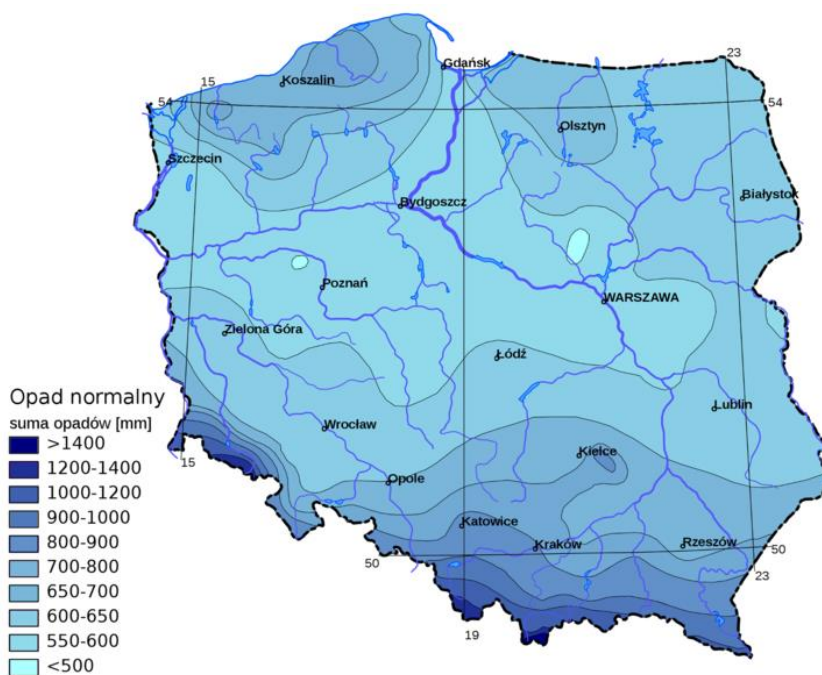 Gdańsk
23
15
Koszalin
54
54
Olsztyn
Szczecin
Białystok
Bydgoszcz
Poznań
WARSZAWA
Zielona Góra
Łódź
Opad normalny
suma opadów [mm]
>1400
1200-1400
1000-1200
900-1000
800-900
700-800
650-700
600-650
550-600
<500
Lublin
Wrocław
15
Kielce
Opole
Katowice
Kraków
Rzeszów
50
50
23
19